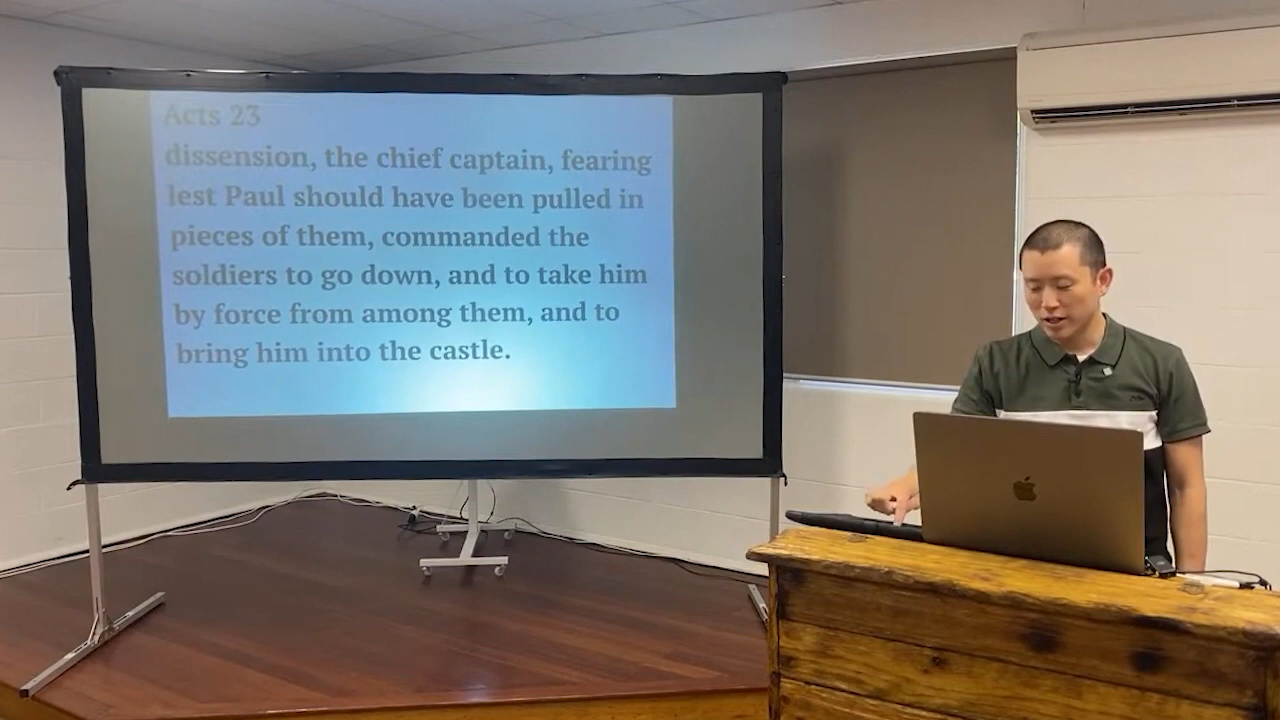 Acts 23
dissension, the chief captain, fearing
lest Paul should have been pulled in
pieces of them, commanded the
soldiers to go down, and to take him
by force from among them, and to
bring him into the castle.